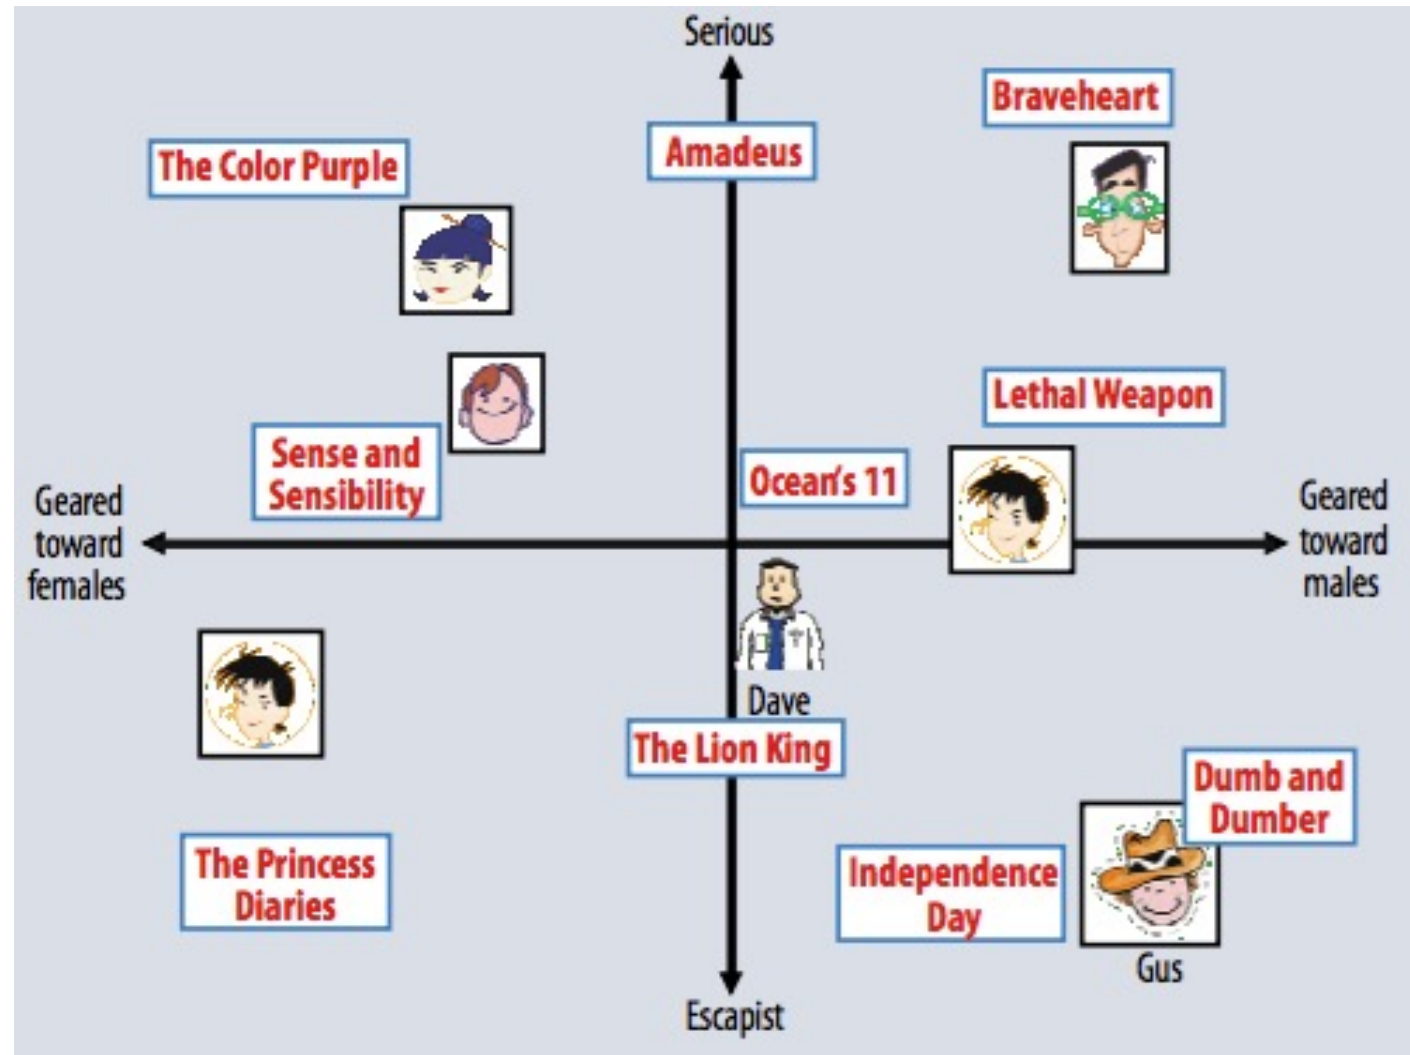 Serious
Braveheart
Amadeus
The Color Purple
Lethal Weapon
Sense and
Sensibility
Ocean's 11
Geared
toward
females
Geared
toward
males
Dave
The Lion King
Dumb and
Dumber
The Princess
Diaries
Independence
Day
Gus
Escapist